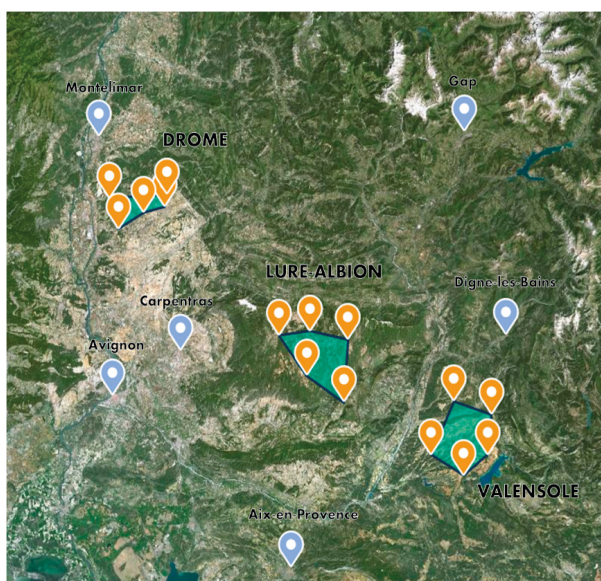 Montelimar
Gap
DROME
LURE-ALBION
Digne-les-Bains
Carpentras
Avignon
VALENSOLE
Aix-en-Provence